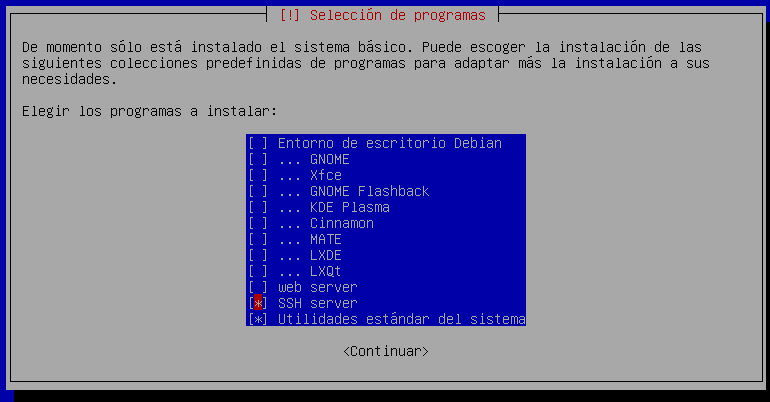 [!] Selección de programas
De momento sólo está instalado el sistema básico. Puede escoger la instalación de las
siguientes colecciones predefinidas de programas para adaptar más la instalación a sus
necesidades.
Elegir los programas a instalar:
[ ] Entorno de escritorio Debian
[ ] ... GNOME
[ ] ... Xfce
[ ] ... GNOME Flashback
[ ] ... KDE Plasma
[ ] ... Cinnamon
[ ] ... MATE
[ ] ... LXDE
[ ] ... LXQt
[ ] web server
[*] SSH server
[*] Utilidades estándar del sistema
<Continuar>